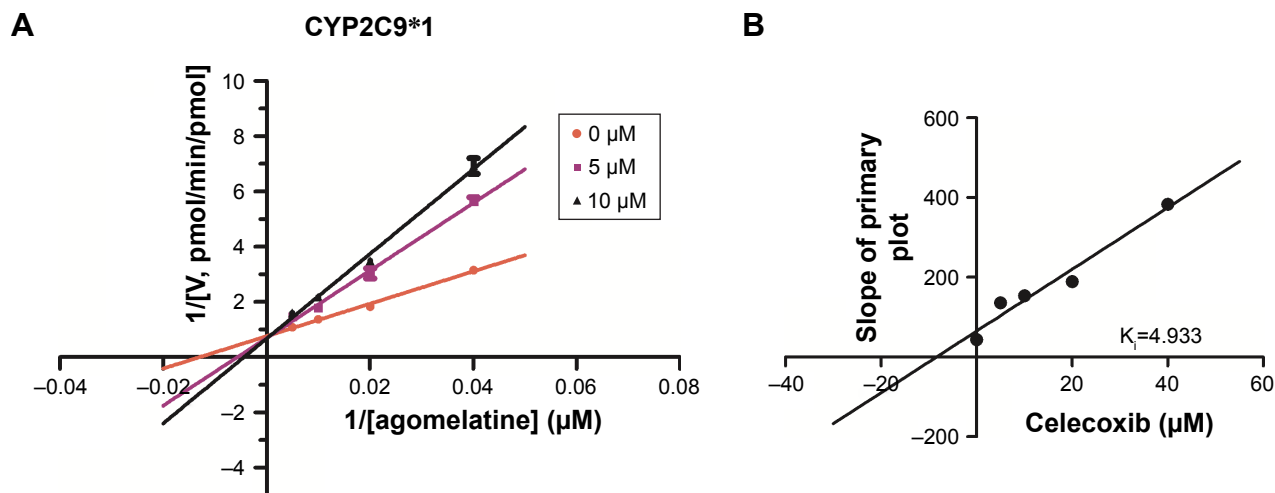 A
CYP2C9*1
1/[V, pmol/min/pmol]
10
8
6
4
2
–2
–4
–0.04
–0.02
0.02
0.04
0.06
0.08
1/[agomelatine] (µM)
0 µM
5 µM
10 µM
B
Slope of primary
plot
600
400
200
–200
–40
–20
20
40
60
Ki=4.933
Celecoxib (µM)